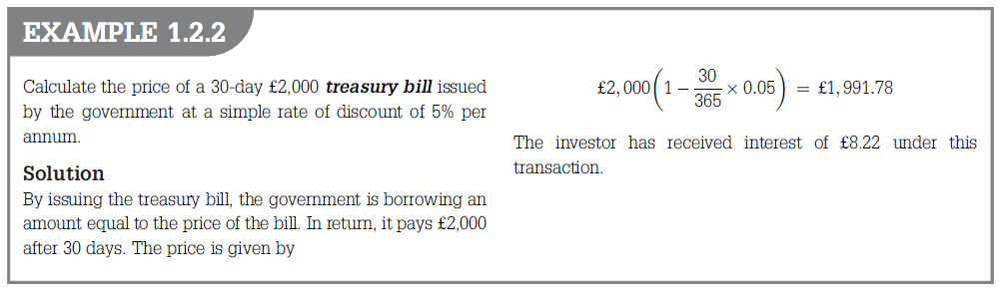 EXAMPLE 1.2.2
Calculate the price of a 30-day £2,000 treasury bill issued
by the government at a simple rate of discount of 5% per
annum.
Solution
By issuing the treasury bill, the government is borrowing an
amount equal to the price of the bill. In return, it pays £2,000
after 30 days. The price is given by
£2,000(1 − 30/365 × 0.05) = £1,991.78
The investor has received interest of £8.22 under this
transaction.